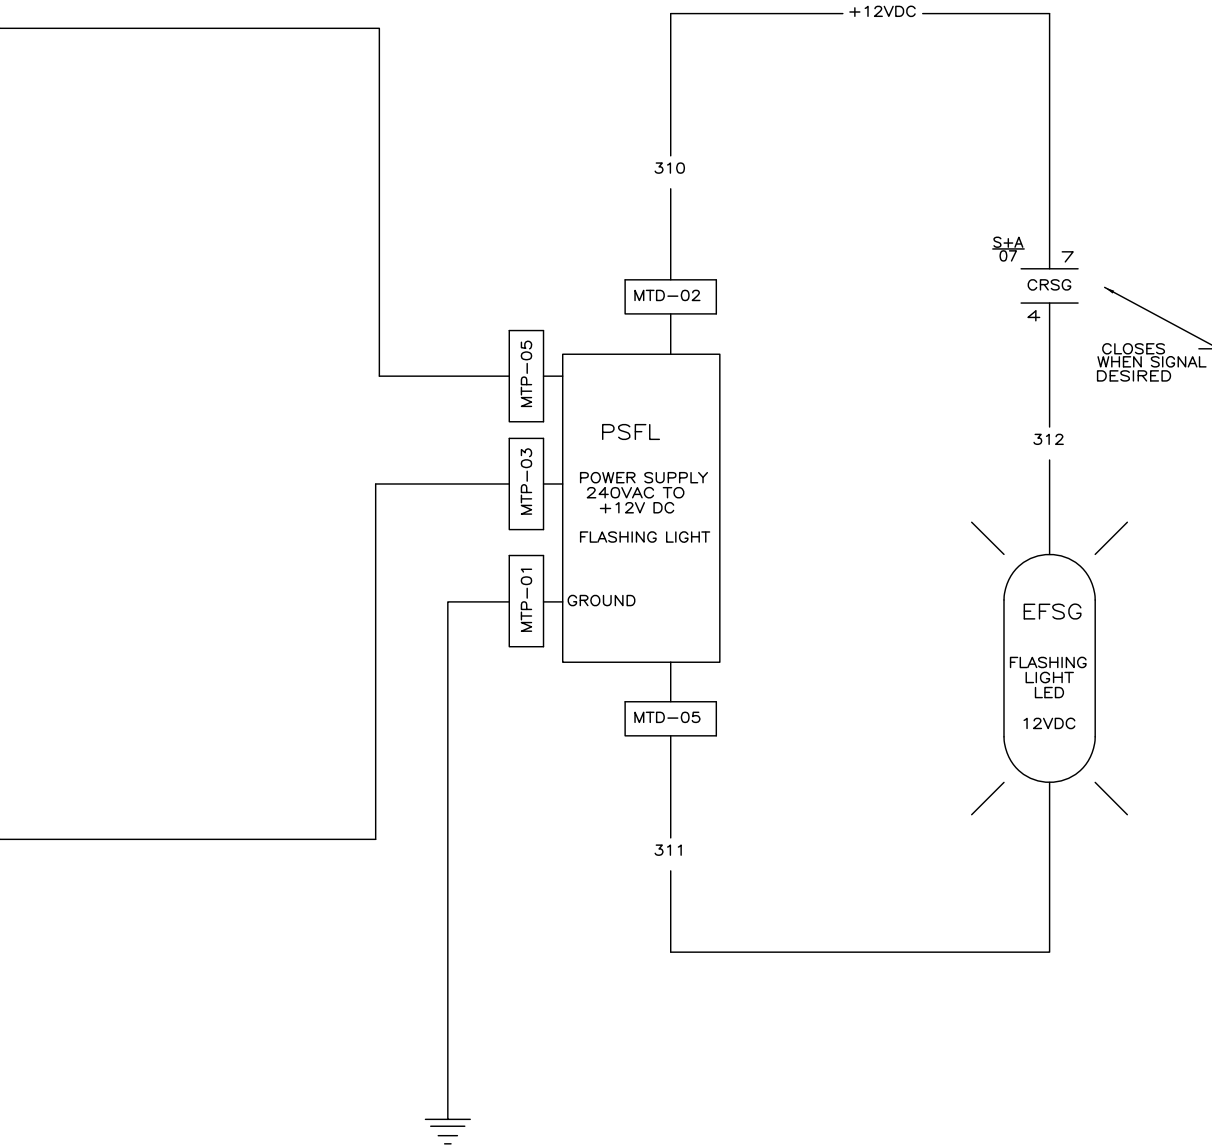 +12VDC
310
S+A
07
7
CRSG
4
MTD-02
CLOSES
WHEN SIGNAL
DESIRED
MTP-05
PSFL
312
MTP-03
POWER SUPPLY
240VAC TO
+12V DC
FLASHING LIGHT
MTP-01
GROUND
EFSG
FLASHING
LIGHT
LED
12VDC
MTD-05
311